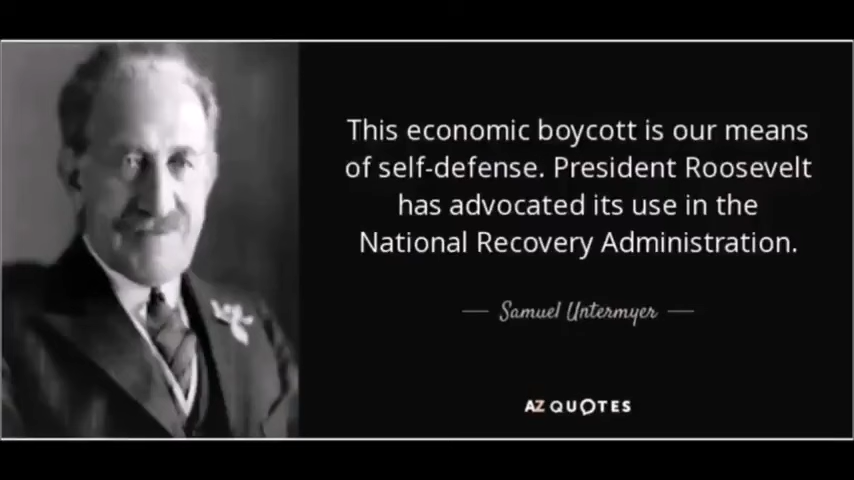 This economic boycott is our means
of self-defense. President Roosevelt
has advocated its use in the
National Recovery Administration.
— Samuel Untermyer —
AZ QUOTES